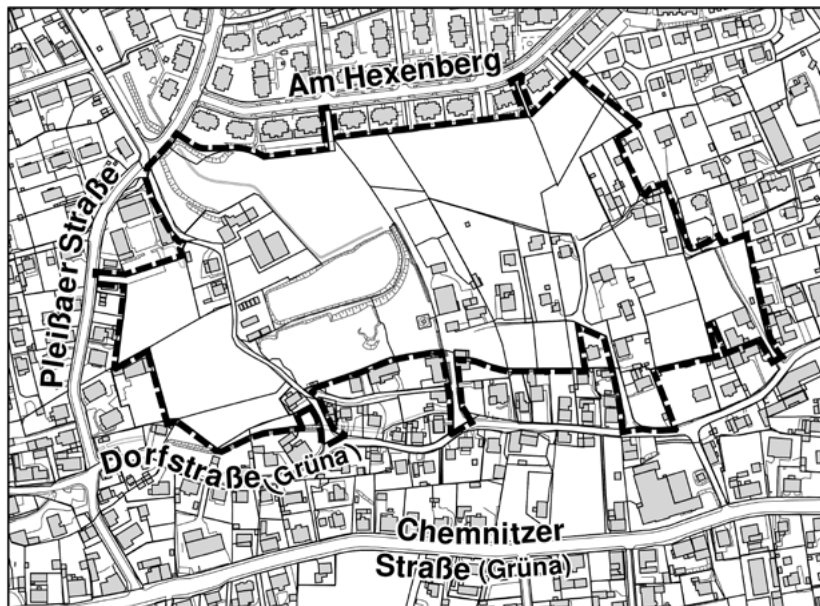 Am Hexenberg
Pleißaer Straße
Dorfstraße (Grüna)
Chemnitzer
Straße (Grüna)